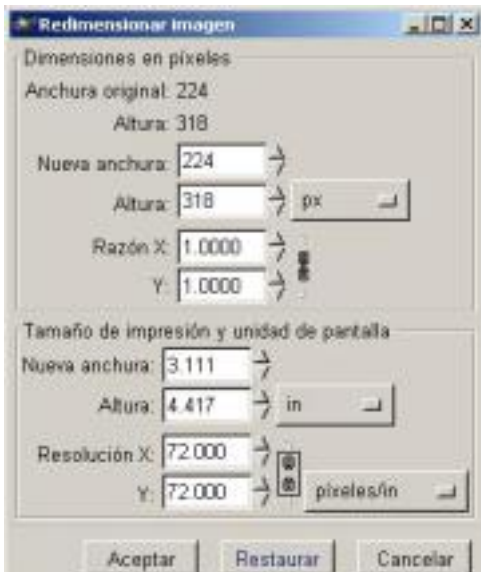 Redimensionar imagen
Dimensiones en píxeles
Anchura original: 224
Altura: 318
Nueva anchura: 224
Altura: 318 px
Razón X: 1.0000
Y: 1.0000
Tamaño de impresión y unidad de pantalla
Nueva anchura: 3.111
Altura: 4.417 in
Resolución X: 72.000
Y: 72.000 píxeles/in
Aceptar Restaurar Cancelar